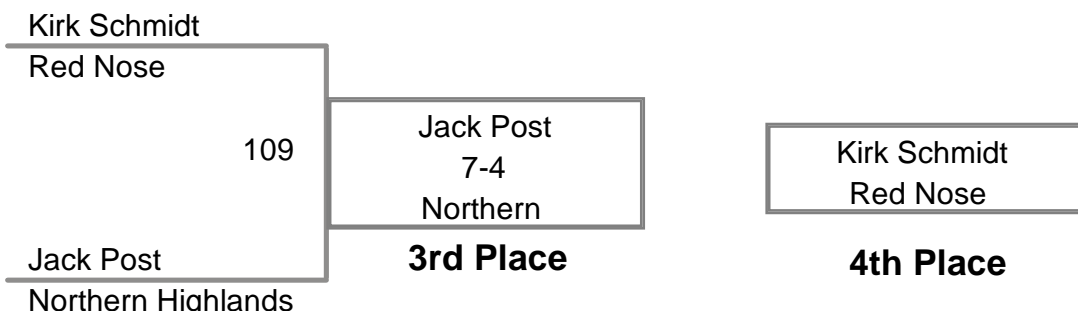 Kirk Schmidt
Red Nose
109
Jack Post
Northern Highlands
Jack Post
7-4
Northern
3rd Place
Kirk Schmidt
Red Nose
4th Place